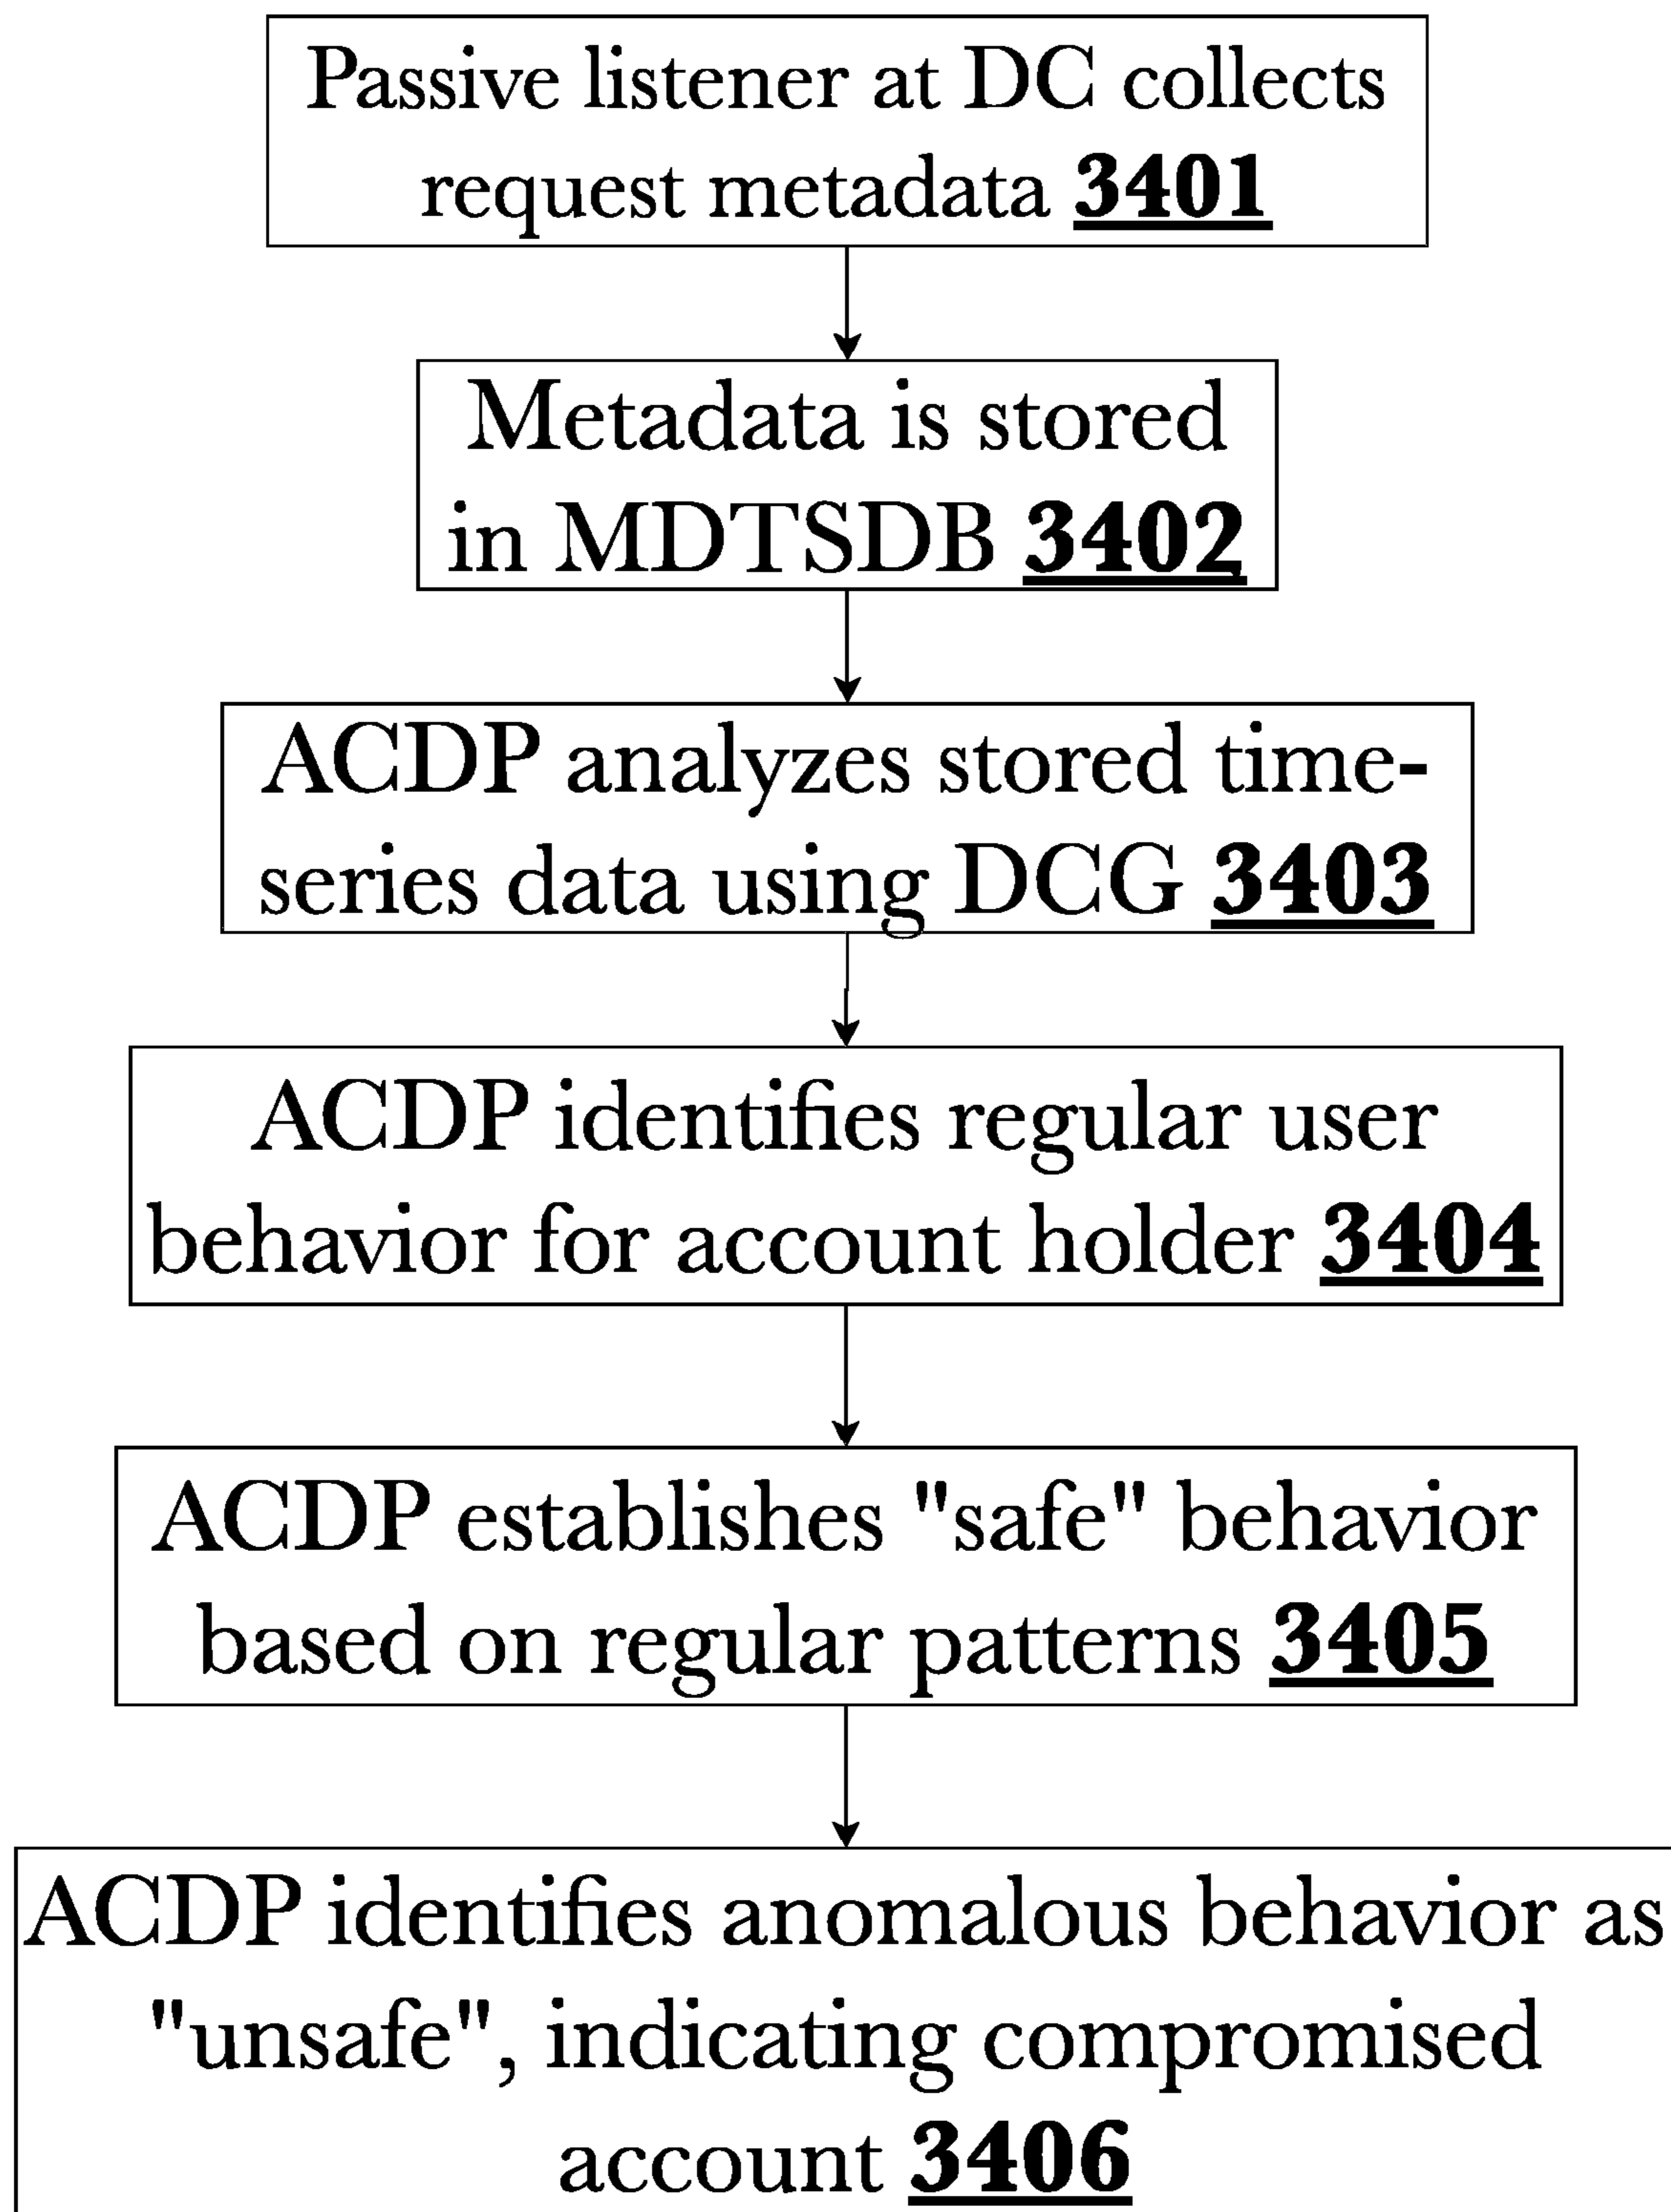 Passive listener at DC collects
request metadata 3401
Metadata is stored
in MDTSDB 3402
ACDP analyzes stored time-
series data using DCG 3403
ACDP identifies regular user
behavior for account holder 3404
ACDP establishes "safe" behavior
based on regular patterns 3405
ACDP identifies anomalous behavior as
"unsafe", indicating compromised
account 3406